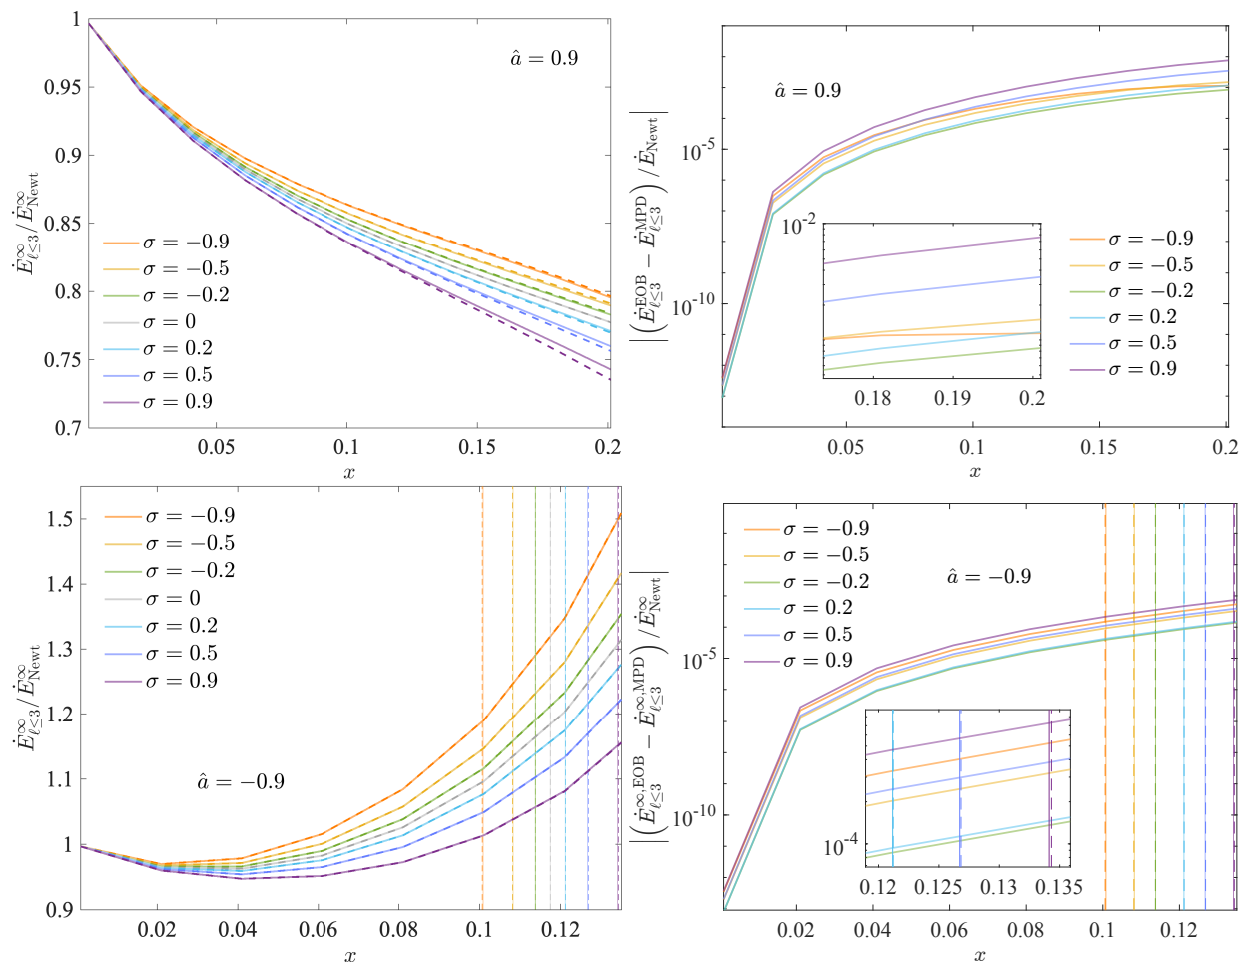 1
0.95
0.9
0.85
0.8
0.75
0.7
0.05
0.1
0.15
0.2
x
Ė^∞_{ℓ≤3}/Ė^∞_{Newt}
â = 0.9
σ = −0.9
σ = −0.5
σ = −0.2
σ = 0
σ = 0.2
σ = 0.5
σ = 0.9
10^{-5}
10^{-10}
0.05
0.1
0.15
0.2
x
|(Ė^{EOB}_{ℓ≤3} − Ė^{MPD}_{ℓ≤3})/Ė_{Newt}|
â = 0.9
10^{-2}
0.18
0.19
0.2
σ = −0.9
σ = −0.5
σ = −0.2
σ = 0.2
σ = 0.5
σ = 0.9
1.5
1.4
1.3
1.2
1.1
1
0.9
0.02
0.04
0.06
0.08
0.1
0.12
x
Ė^∞_{ℓ≤3}/Ė^∞_{Newt}
σ = −0.9
σ = −0.5
σ = −0.2
σ = 0
σ = 0.2
σ = 0.5
σ = 0.9
â = −0.9
10^{-5}
10^{-10}
0.02
0.04
0.06
0.08
0.1
0.12
x
|(Ė^{∞,EOB}_{ℓ≤3} − Ė^{∞,MPD}_{ℓ≤3})/Ė^∞_{Newt}|
σ = −0.9
σ = −0.5
σ = −0.2
σ = 0.2
σ = 0.5
σ = 0.9
â = −0.9
10^{-4}
0.12
0.125
0.13
0.135